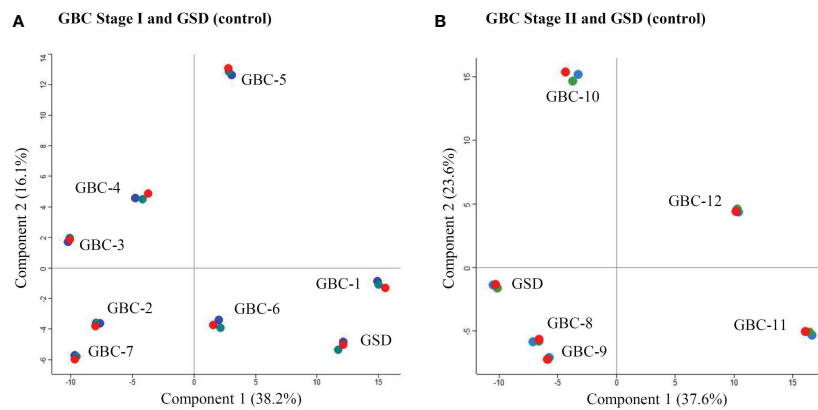 A GBC Stage I and GSD (control)
Component 2 (16.1%)
14
12
10
8
6
4
2
0
-2
-4
-6
GBC-5
GBC-4
GBC-3
GBC-1
GBC-2
GBC-6
GSD
GBC-7
-10 -5 0 5 10 15
Component 1 (38.2%)
B GBC Stage II and GSD (control)
Component 2 (23.6%)
15
10
5
0
-5
GBC-10
GBC-12
GSD
GBC-8
GBC-11
GBC-9
-10 -5 0 5 10 15
Component 1 (37.6%)